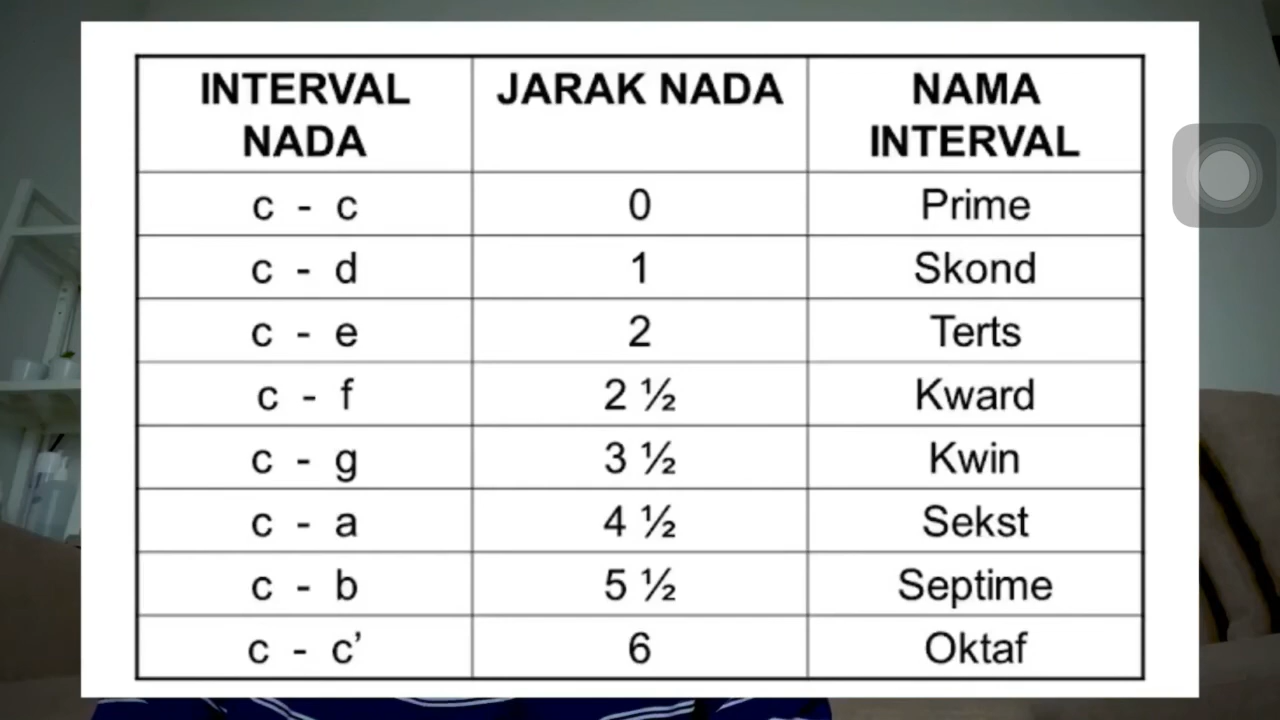 INTERVAL NADA JARAK NADA NAMA INTERVAL
c - c 0 Prime
c - d 1 Skond
c - e 2 Terts
c - f 2 ½ Kward
c - g 3 ½ Kwin
c - a 4 ½ Sekst
c - b 5 ½ Septime
c - c’ 6 Oktaf